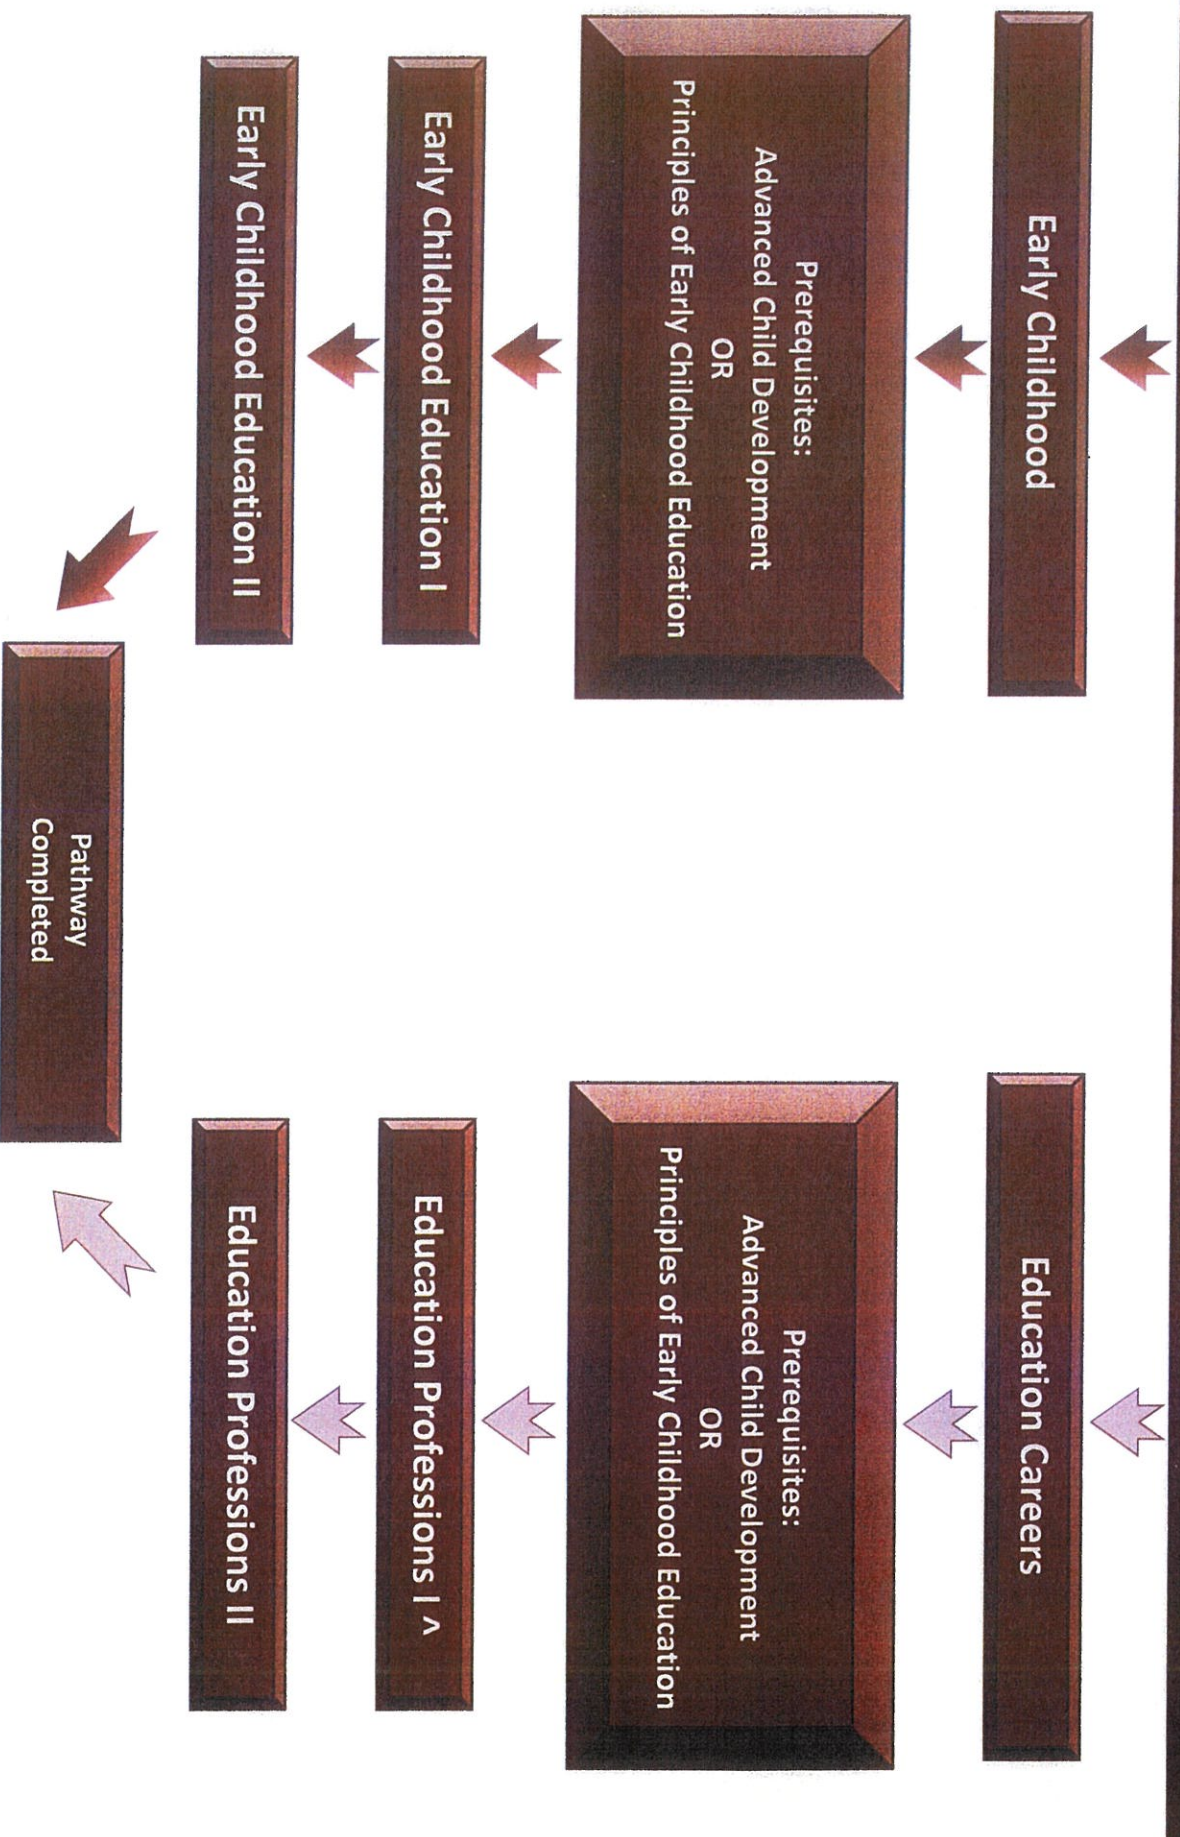 Early Childhood
Prerequisites:
Advanced Child Development
OR
Principles of Early Childhood Education
Early Childhood Education I
Early Childhood Education II
Education Careers
Prerequisites:
Advanced Child Development
OR
Principles of Early Childhood Education
Education Professions I ^
Education Professions II
Pathway
Completed